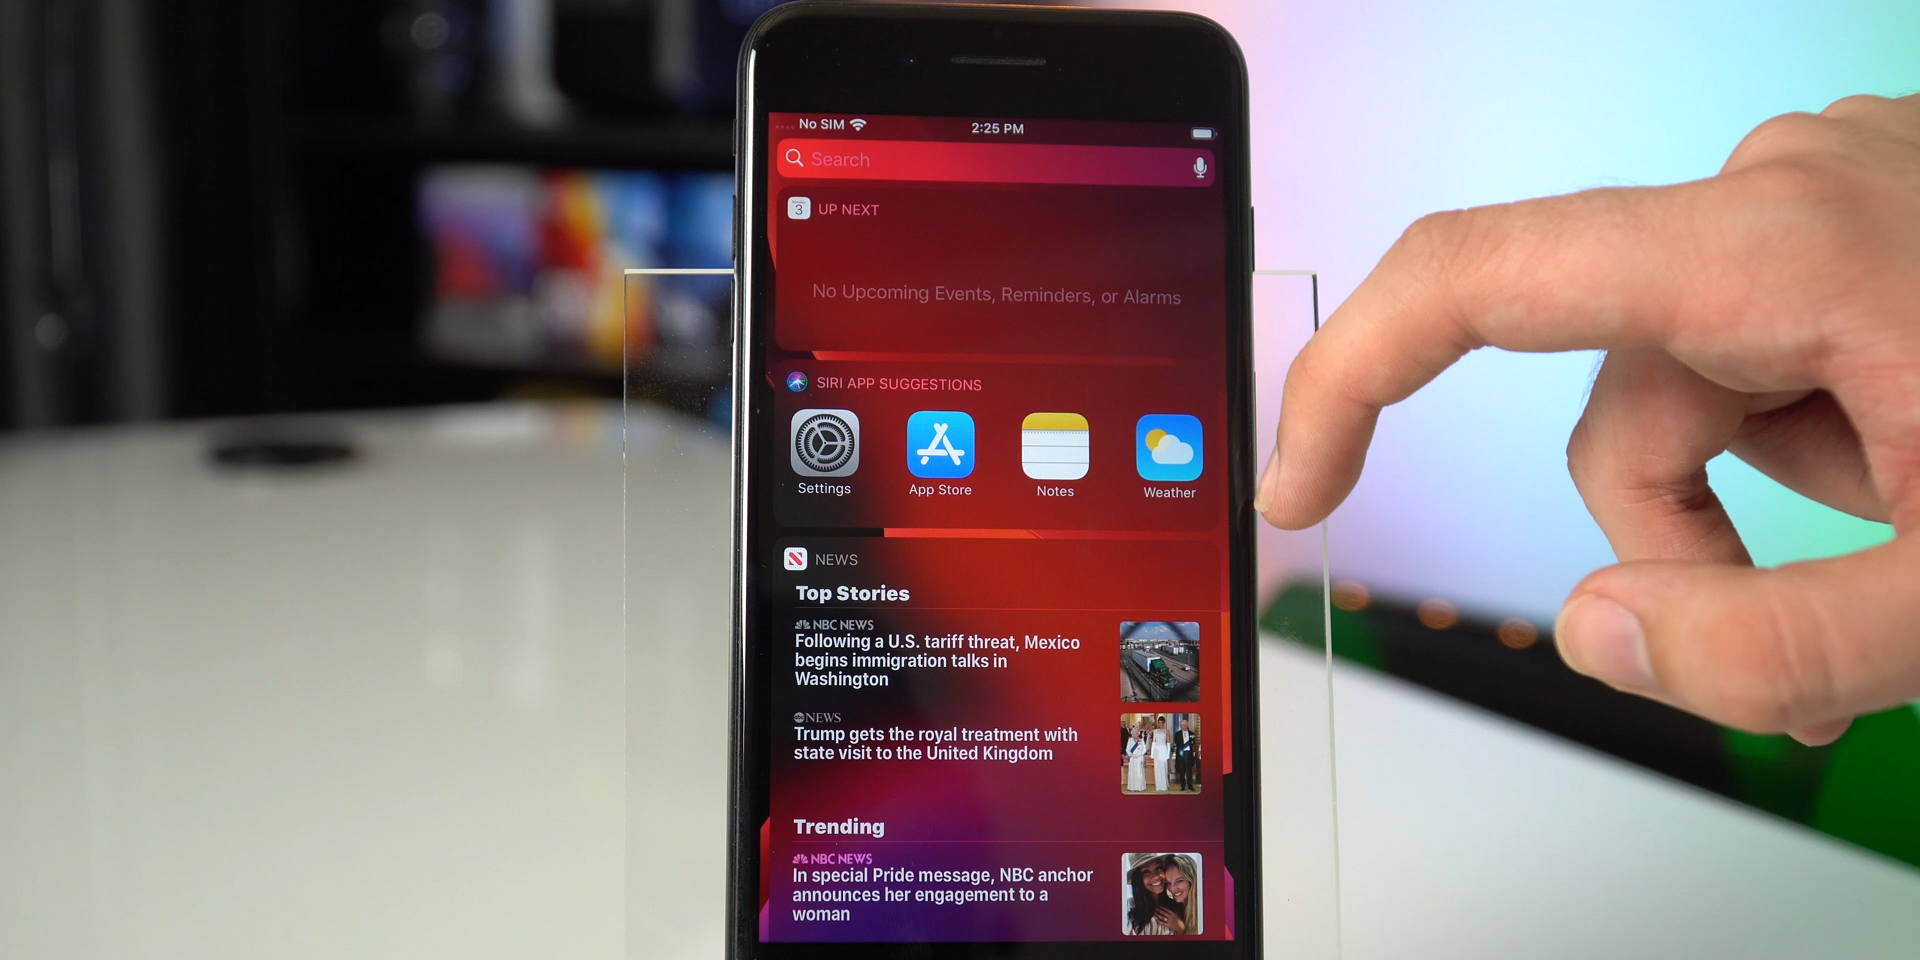 No SIM 2:25 PM
Search
3 UP NEXT
No Upcoming Events, Reminders, or Alarms
SIRI APP SUGGESTIONS
Settings App Store Notes Weather
NEWS
Top Stories
NBC NEWS
Following a U.S. tariff threat, Mexico
begins immigration talks in
Washington
abc NEWS
Trump gets the royal treatment with
state visit to the United Kingdom
Trending
NBC NEWS
In special Pride message, NBC anchor
announces her engagement to a
woman